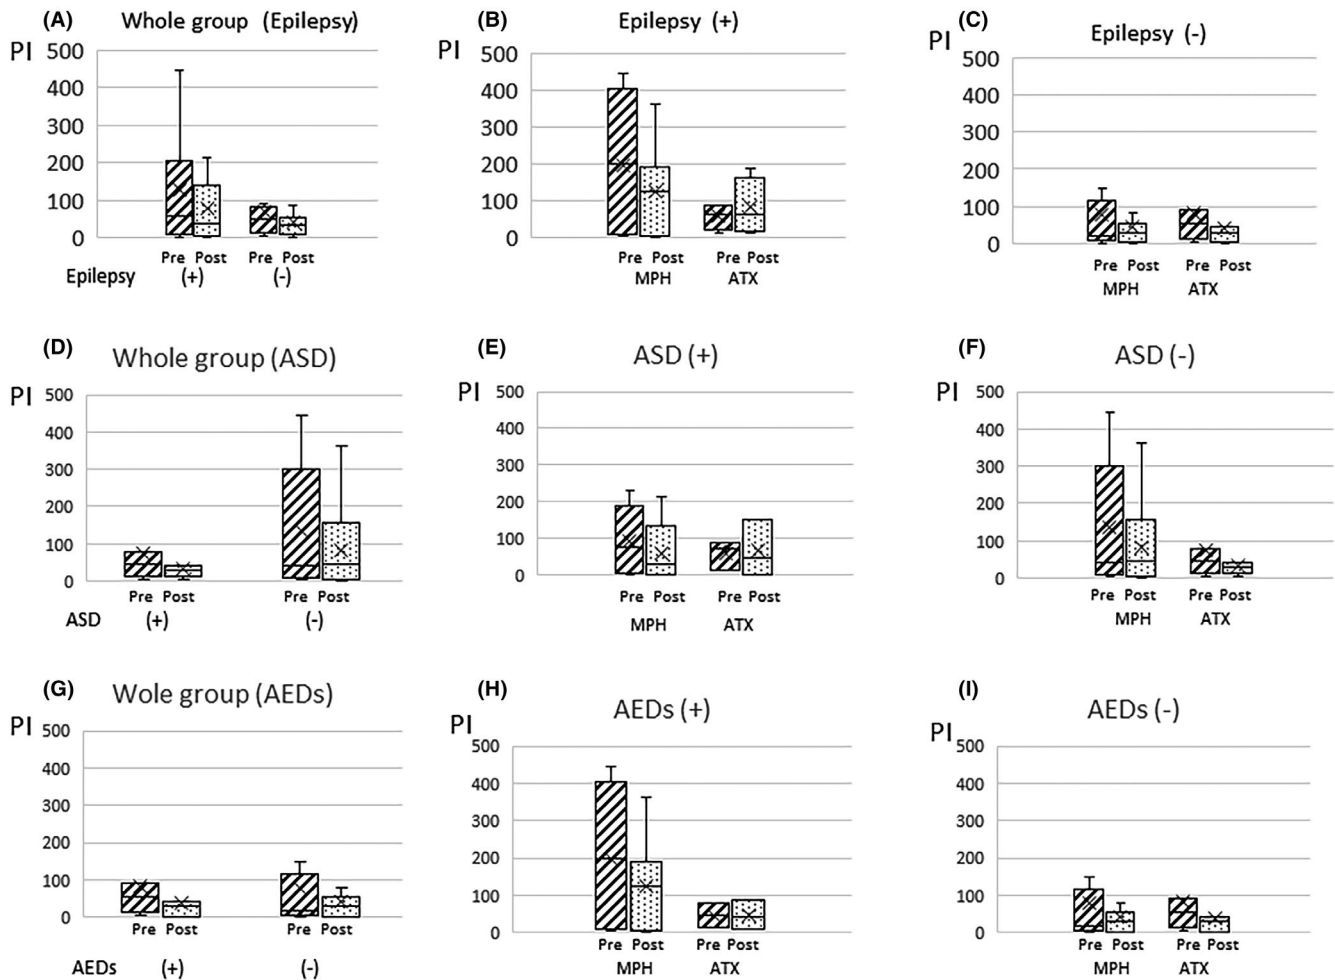 (A) Whole group (Epilepsy)
PI
500
400
300
200
100
0
Pre Post Pre Post
Epilepsy (+) (-)
(B) Epilepsy (+)
PI
500
400
300
200
100
0
Pre Post Pre Post
MPH ATX
(C) Epilepsy (-)
PI
500
400
300
200
100
0
Pre Post Pre Post
MPH ATX
(D) Whole group (ASD)
PI
500
400
300
200
100
0
Pre Post Pre Post
ASD (+) (-)
(E) ASD (+)
PI
500
400
300
200
100
0
Pre Post Pre Post
MPH ATX
(F) ASD (-)
PI
500
400
300
200
100
0
Pre Post Pre Post
MPH ATX
(G) Wole group (AEDs)
PI
500
400
300
200
100
0
Pre Post Pre Post
AEDs (+) (-)
(H) AEDs (+)
PI
500
400
300
200
100
0
Pre Post Pre Post
MPH ATX
(I) AEDs (-)
PI
500
400
300
200
100
0
Pre Post Pre Post
MPH ATX